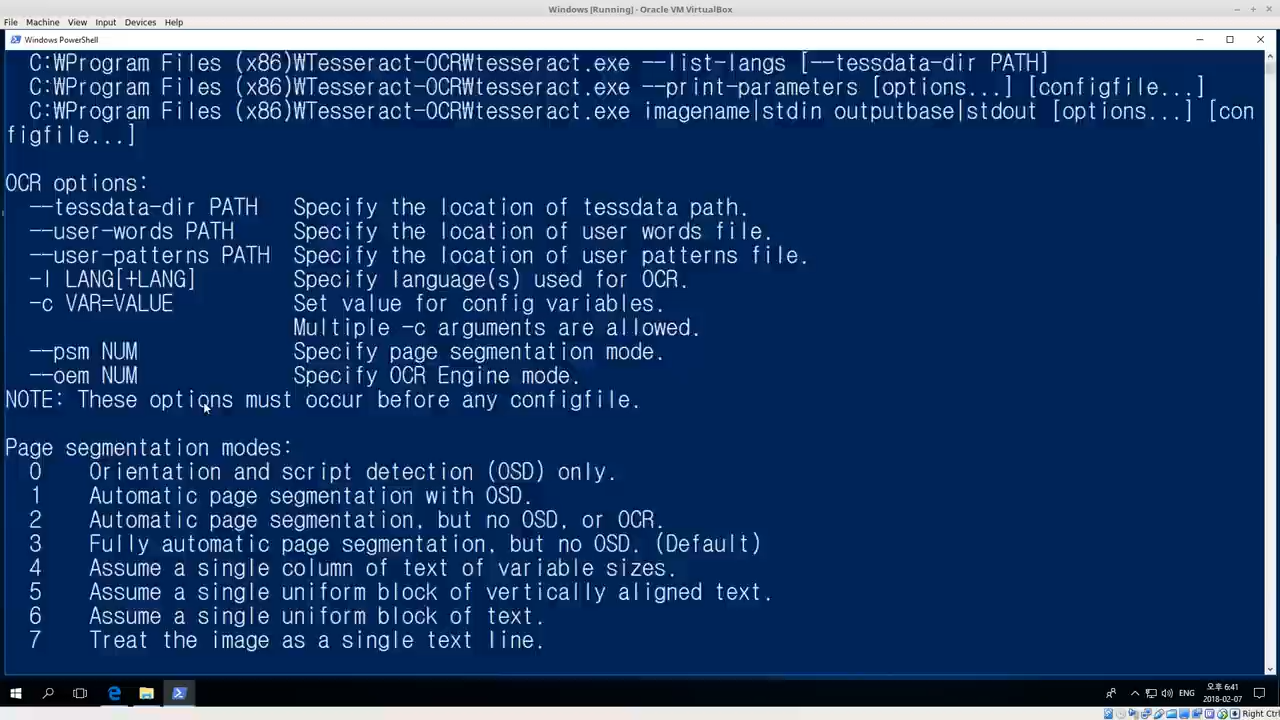 Windows [Running] - Oracle VM VirtualBox
File Machine View Input Devices Help
Windows PowerShell
C:₩Program Files (x86)₩Tesseract-OCR₩tesseract.exe --list-langs [--tessdata-dir PATH]
C:₩Program Files (x86)₩Tesseract-OCR₩tesseract.exe --print-parameters [options...] [configfile...]
C:₩Program Files (x86)₩Tesseract-OCR₩tesseract.exe imagename|stdin outputbase|stdout [options...] [con
figfile...]
OCR options:
--tessdata-dir PATH Specify the location of tessdata path.
--user-words PATH Specify the location of user words file.
--user-patterns PATH Specify the location of user patterns file.
-l LANG[+LANG] Specify language(s) used for OCR.
-c VAR=VALUE Set value for config variables.
Multiple -c arguments are allowed.
--psm NUM Specify page segmentation mode.
--oem NUM Specify OCR Engine mode.
NOTE: These options must occur before any configfile.
Page segmentation modes:
0 Orientation and script detection (OSD) only.
1 Automatic page segmentation with OSD.
2 Automatic page segmentation, but no OSD, or OCR.
3 Fully automatic page segmentation, but no OSD. (Default)
4 Assume a single column of text of variable sizes.
5 Assume a single uniform block of vertically aligned text.
6 Assume a single uniform block of text.
7 Treat the image as a single text line.
ENG
오후 6:41
2018-02-07
Right Ctrl